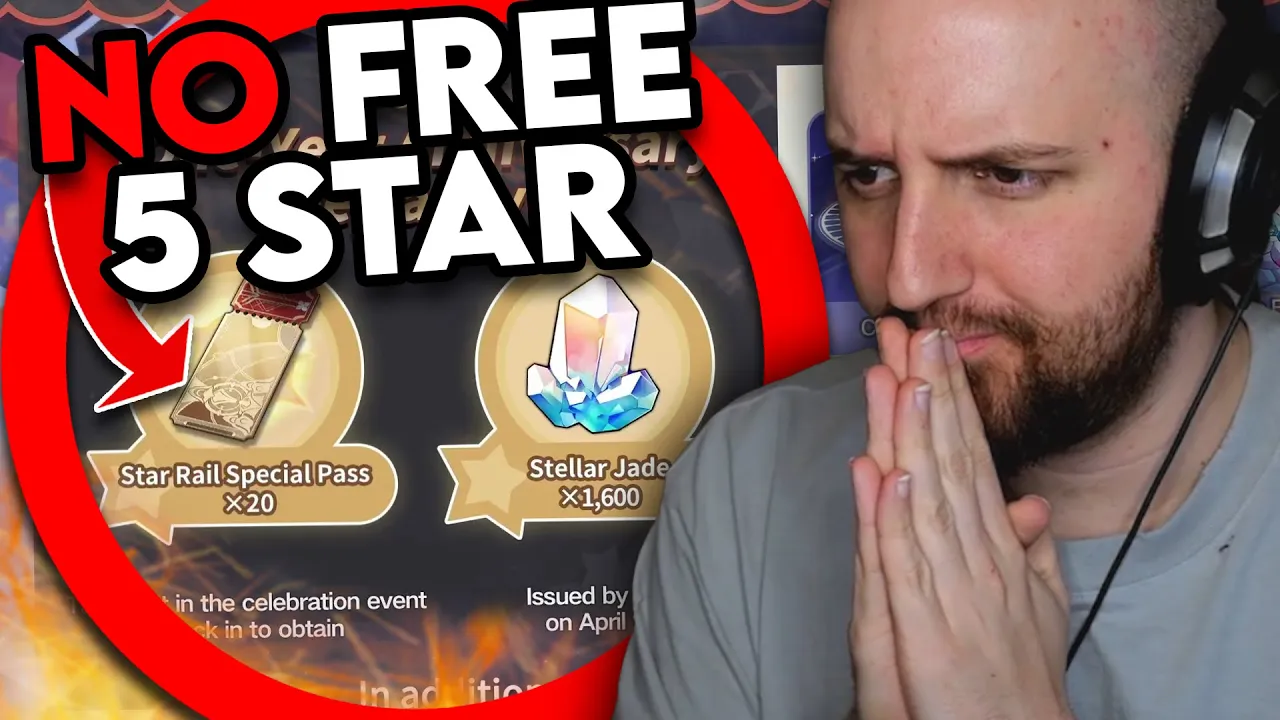 NO FREE
5 STAR
Star Rail Special Pass
×20
Stellar Jade
×1,600
in the celebration event
in to obtain
Issued by
on April
In